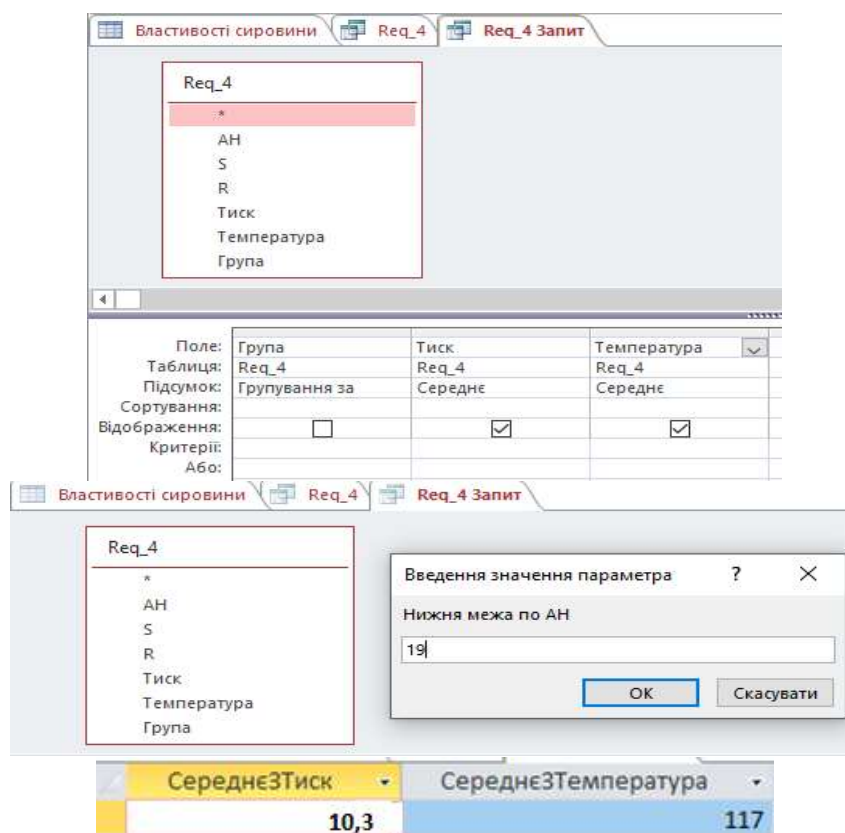 Властивості сировини Req_4 Req_4 Запит
Req_4
*
АН
S
R
Тиск
Температура
Група
Поле: Група Тиск Температура
Таблиця: Req_4 Req_4 Req_4
Підсумок: Групування за Середнє Середнє
Сортування:
Відображення:
Критерії:
Або:
Властивості сировини Req_4 Req_4 Запит
Req_4
*
АН
S
R
Тиск
Температура
Група
Введення значення параметра ? ×
Нижня межа по АН
19
OK Скасувати
СереднєЗТиск СереднєЗТемпература
10,3 117